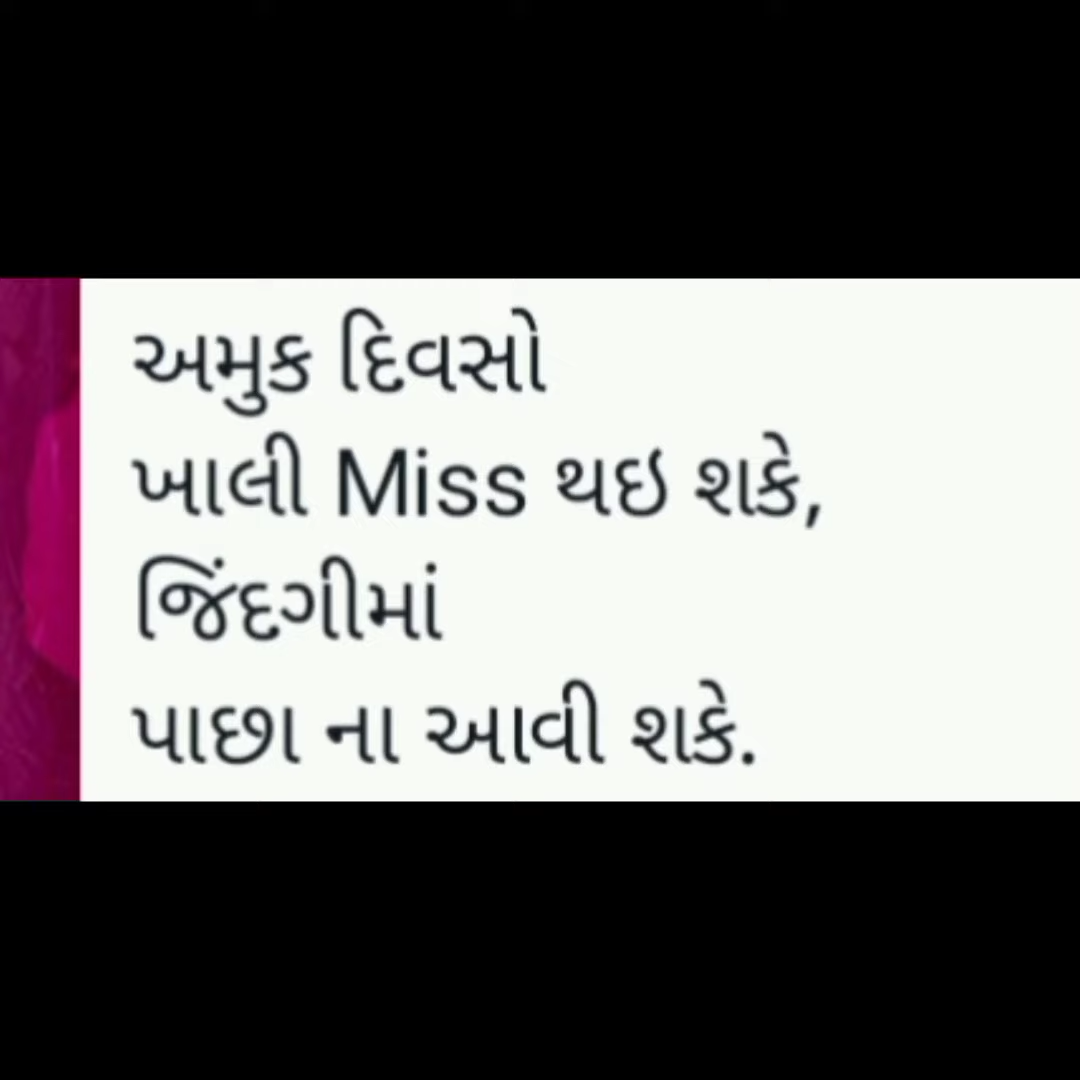 અમુક દિવસો
ખાલી Miss થઇ શકે,
જિંદગીમાં
પાછા ના આવી શકે.